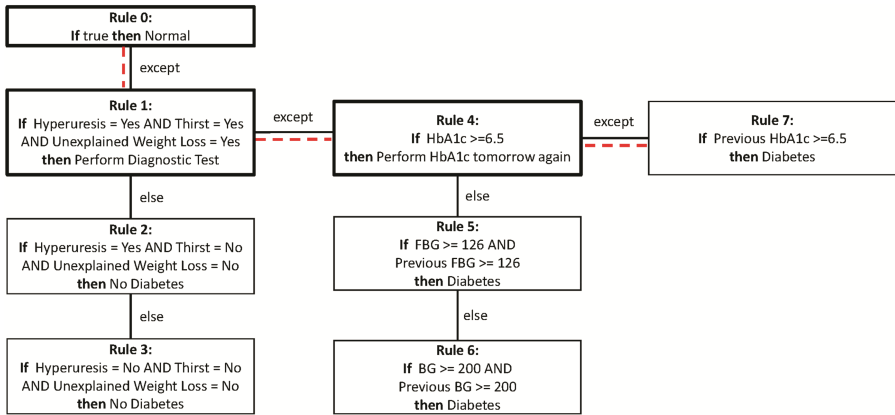 Rule 0:
If true then Normal
except
Rule 1:
If Hyperuresis = Yes AND Thirst = Yes
AND Unexplained Weight Loss = Yes
then Perform Diagnostic Test
except
Rule 4:
If HbA1c >=6.5
then Perform HbA1c tomorrow again
except
Rule 7:
If Previous HbA1c >=6.5
then Diabetes
else
Rule 2:
If Hyperuresis = Yes AND Thirst = No
AND Unexplained Weight Loss = No
then No Diabetes
else
Rule 3:
If Hyperuresis = No AND Thirst = No
AND Unexplained Weight Loss = No
then No Diabetes
else
Rule 5:
If FBG >= 126 AND
Previous FBG >= 126
then Diabetes
else
Rule 6:
If BG >= 200 AND
Previous BG >= 200
then Diabetes